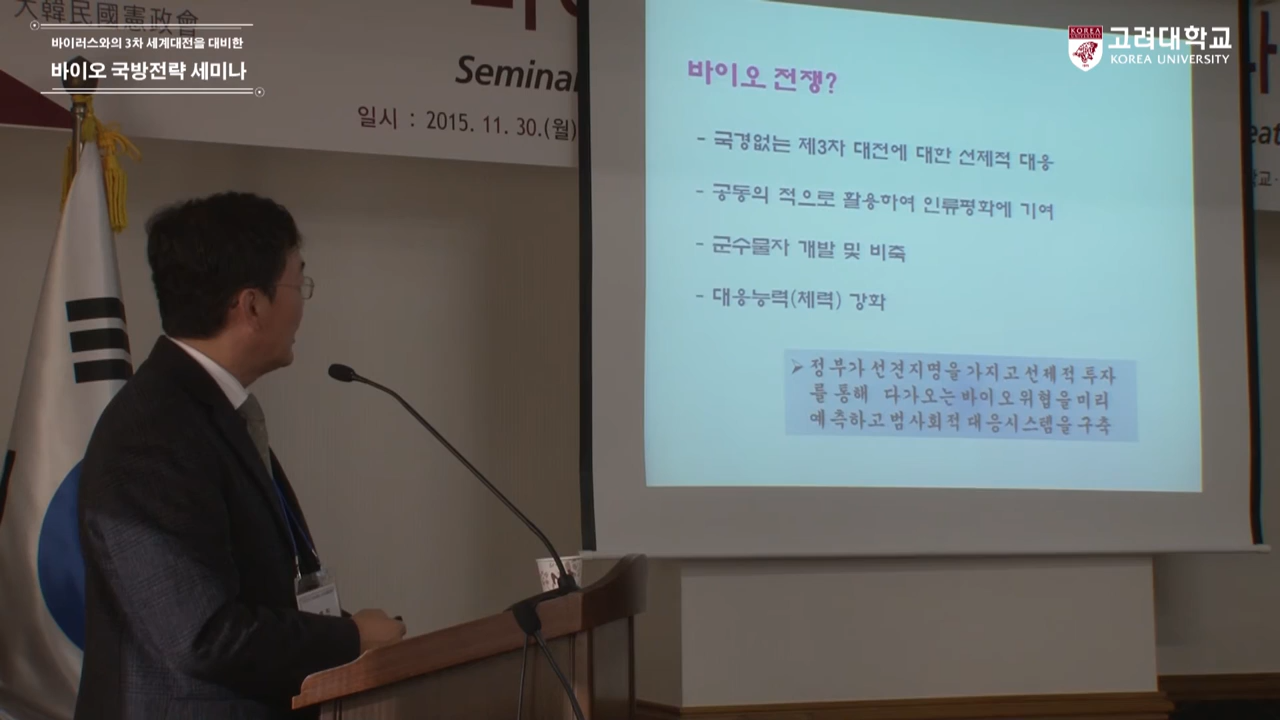 大韓民國憲政會
바이러스와의 3차 세계대전을 대비한
바이오 국방전략 세미나
Seminar
일시 : 2015. 11. 30.(월)
고려대학교
KOREA UNIVERSITY
KOREA
바이오 전쟁?
- 국경없는 제3차 대전에 대한 선제적 대응
- 공동의 적으로 활용하여 인류평화에 기여
- 군수물자 개발 및 비축
- 대응능력(체력) 강화
➢ 정부가 선견지명을 가지고 선제적 투자
를 통해 다가오는 바이오 위협을 미리
예측하고 범사회적 대응시스템을 구축